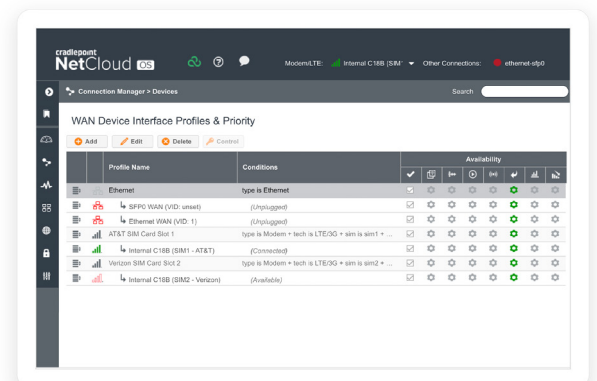 cradlepoint
NetCloud OS
Modem/LTE: Internal C18B (SIM' Other Connections: ethernet-sfp0
Connection Manager > Devices Search
WAN Device Interface Profiles & Priority
Add Edit Delete Control
Availability
Profile Name Conditions
Ethernet type is Ethernet
SFP0 WAN (VID: unset) (Unplugged)
Ethernet WAN (VID: 1) (Unplugged)
AT&T SIM Card Slot 1 type is Modem + tech is LTE/3G + sim is sim1 + ...
Internal C18B (SIM1 - AT&T) (Connected)
Verizon SIM Card Slot 2 type is Modem + tech is LTE/3G + sim is sim2 + ...
Internal C18B (SIM2 - Verizon) (Available)